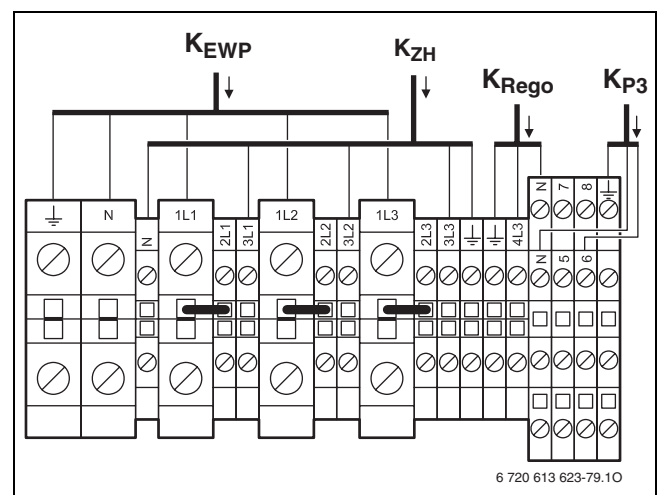 KEWP
KZH
KRego
KP3
N 7 8
N 1L1 2L1 3L1 1L2 2L2 3L2 1L3 2L3 3L3 4L3 N 5 6
N
6 720 613 623-79.1O